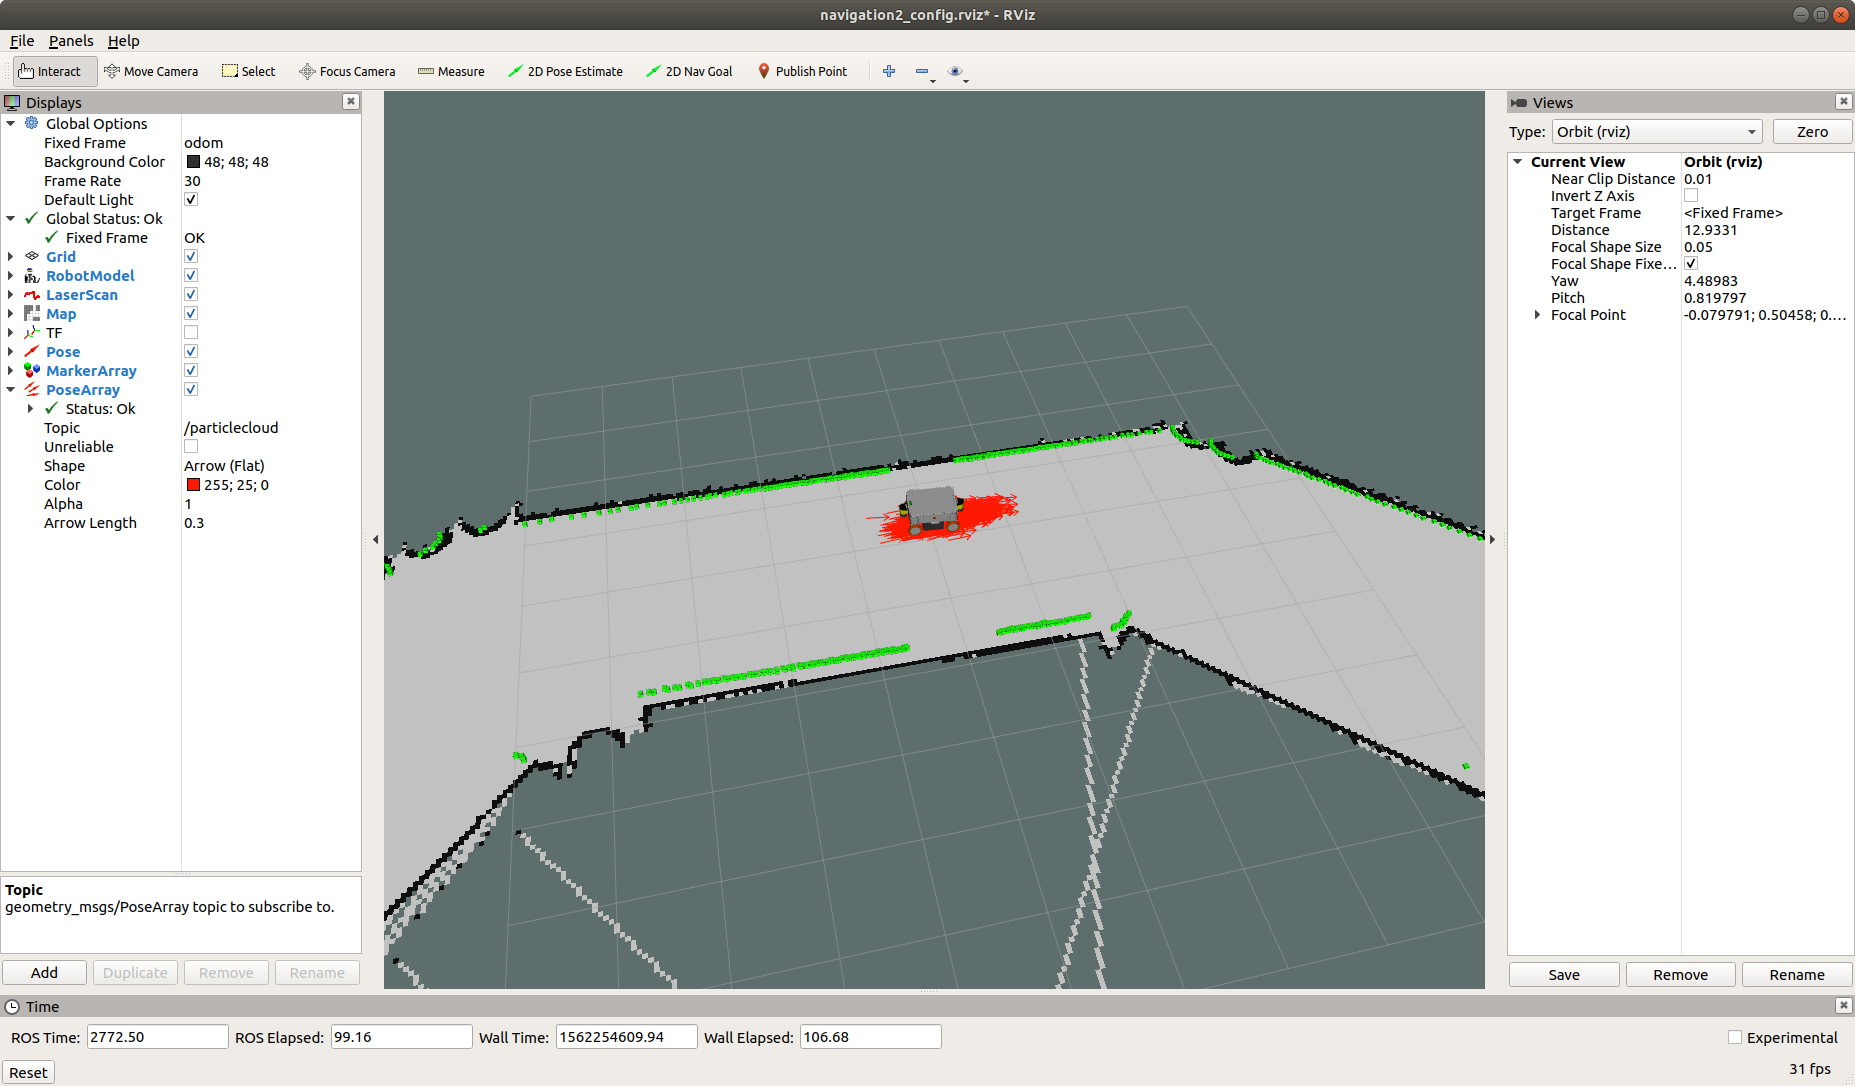 navigation2_config.rviz* - RViz
File Panels Help
Interact Move Camera Select Focus Camera Measure 2D Pose Estimate 2D Nav Goal Publish Point
Displays
Global Options
Fixed Frame odom
Background Color 48; 48; 48
Frame Rate 30
Default Light
Global Status: Ok
Fixed Frame OK
Grid
RobotModel
LaserScan
Map
TF
Pose
MarkerArray
PoseArray
Status: Ok
Topic /particlecloud
Unreliable
Shape Arrow (Flat)
Color 255; 25; 0
Alpha 1
Arrow Length 0.3
Topic
geometry_msgs/PoseArray topic to subscribe to.
Add Duplicate Remove Rename
Views
Type: Orbit (rviz) Zero
Current View Orbit (rviz)
Near Clip Distance 0.01
Invert Z Axis
Target Frame <Fixed Frame>
Distance 12.9331
Focal Shape Size 0.05
Focal Shape Fixe...
Yaw 4.48983
Pitch 0.819797
Focal Point -0.079791; 0.50458; 0....
Save Remove Rename
Time
ROS Time: 2772.50 ROS Elapsed: 99.16 Wall Time: 1562254609.94 Wall Elapsed: 106.68 Experimental
Reset 31 fps